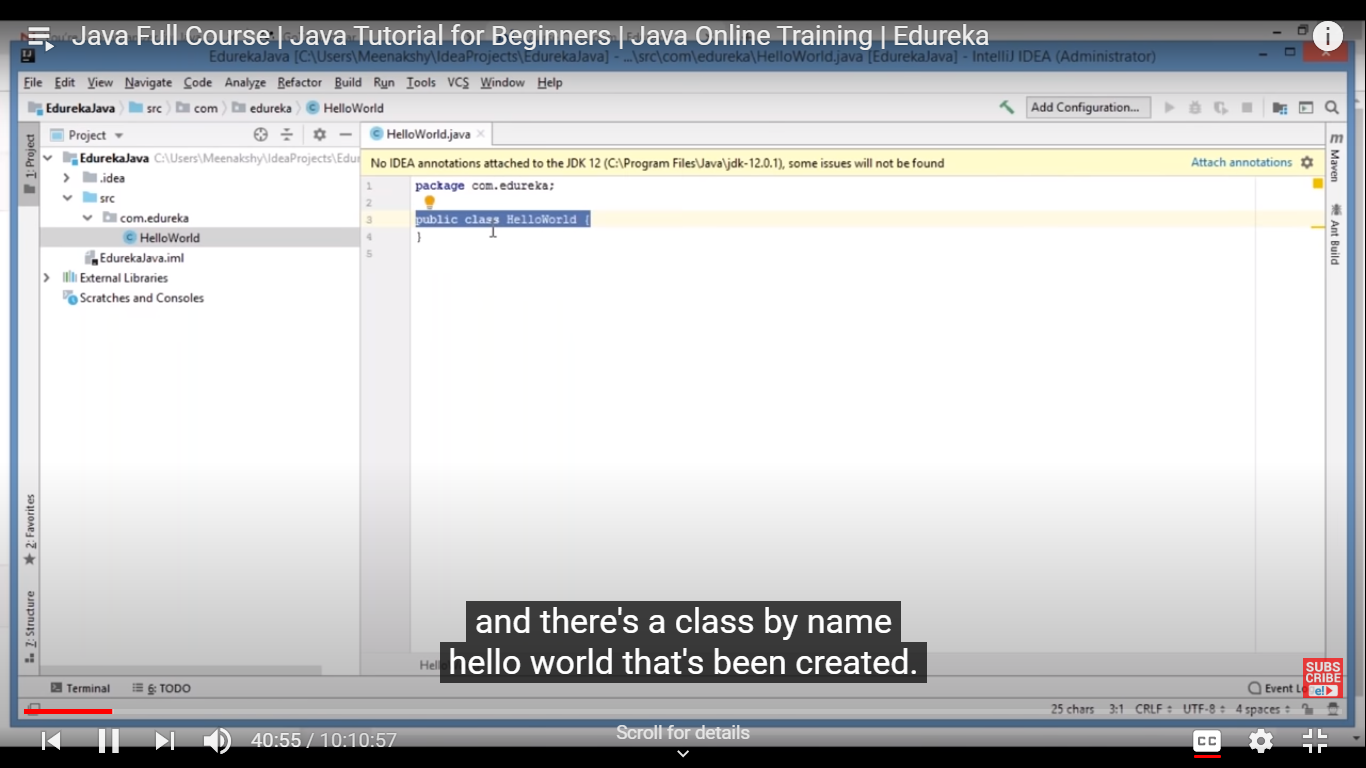 Java Full Course | Java Tutorial for Beginners | Java Online Training | Edureka
EdurekaJava [C:\Users\Meenakshy\IdeaProjects\EdurekaJava] - ...\src\com\edureka\HelloWorld.java [EdurekaJava] - IntelliJ IDEA (Administrator)
File Edit View Navigate Code Analyze Refactor Build Run Tools VCS Window Help
EdurekaJava src com edureka HelloWorld Add Configuration...
1: Project
Project
HelloWorld.java
EdurekaJava C:\Users\Meenakshy\IdeaProjects\Edur
.idea
src
com.edureka
HelloWorld
EdurekaJava.iml
External Libraries
Scratches and Consoles
No IDEA annotations attached to the JDK 12 (C:\Program Files\Java\jdk-12.0.1), some issues will not be found Attach annotations
1 package com.edureka;
2
3 public class HelloWorld {
4 }
5
Maven
Ant Build
2: Favorites
7: Structure
and there's a class by name
hello world that's been created.
Hell
SUBS
CRIBE
e!
Terminal 6: TODO Event Lo
25 chars 3:1 CRLF UTF-8 4 spaces
40:55 / 10:10:57
Scroll for details
CC